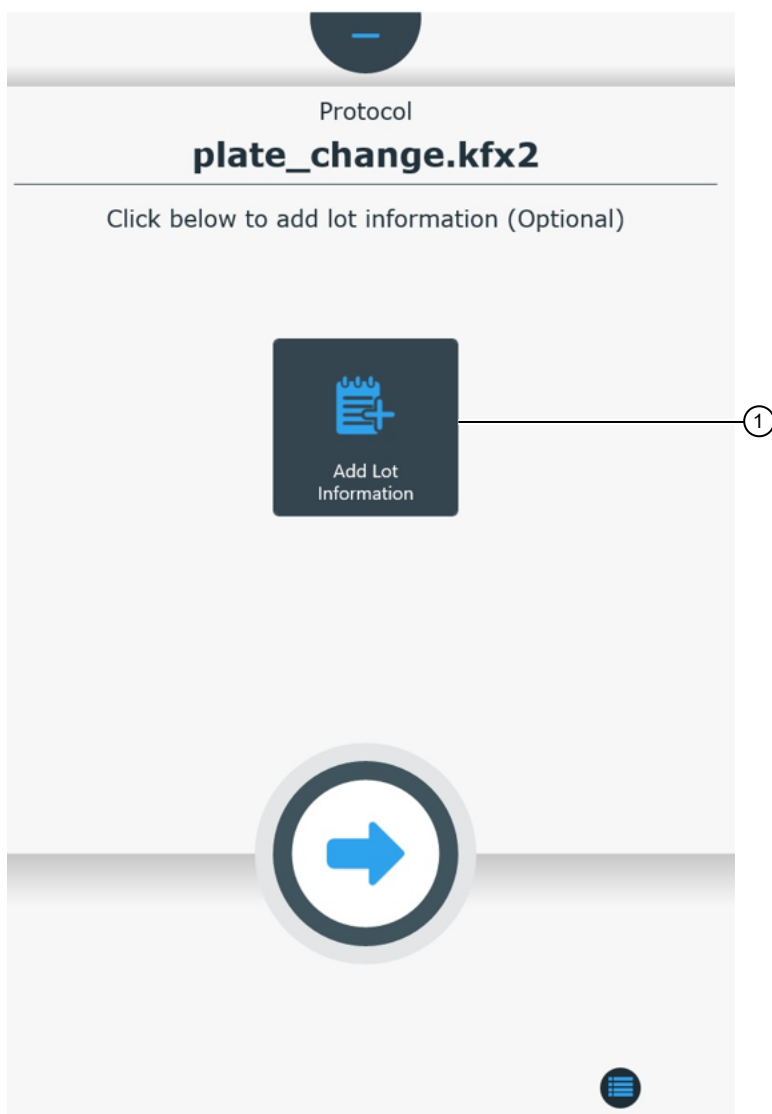 Protocol
plate_change.kfx2
Click below to add lot information (Optional)
1
Add Lot
Information